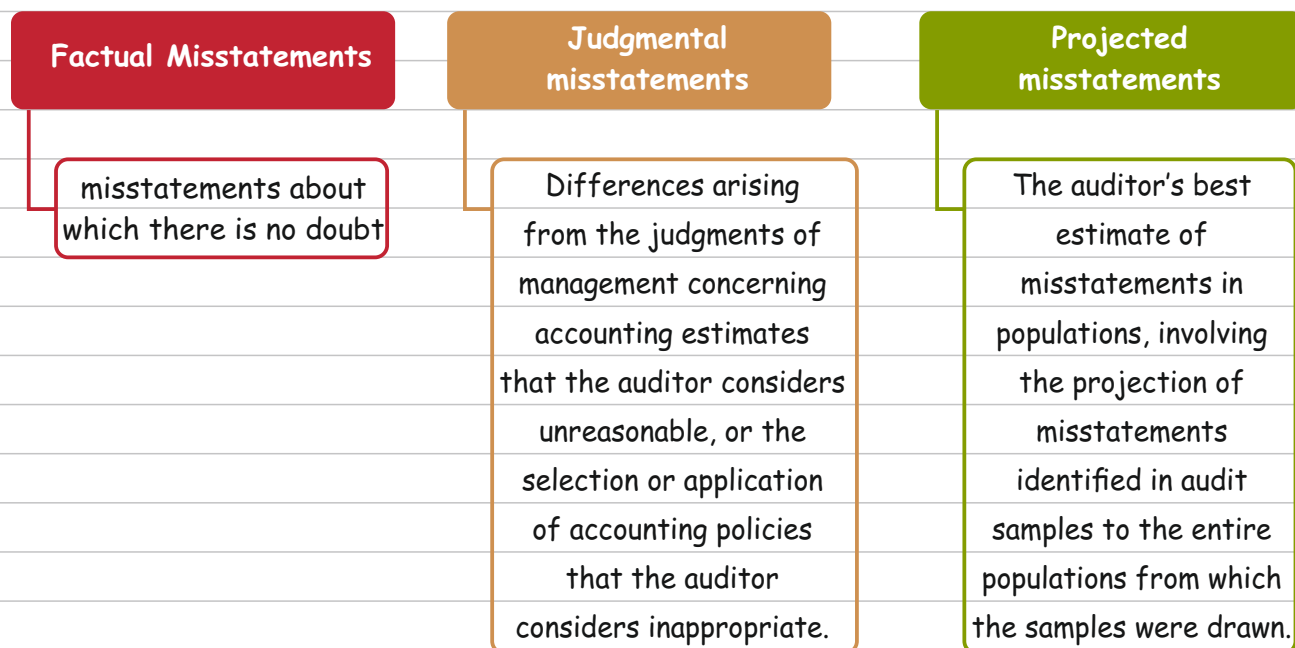 Factual Misstatements
misstatements about
which there is no doubt
Judgmental
misstatements
Differences arising
from the judgments of
management concerning
accounting estimates
that the auditor considers
unreasonable, or the
selection or application
of accounting policies
that the auditor
considers inappropriate.
Projected
misstatements
The auditor’s best
estimate of
misstatements in
populations, involving
the projection of
misstatements
identified in audit
samples to the entire
populations from which
the samples were drawn.